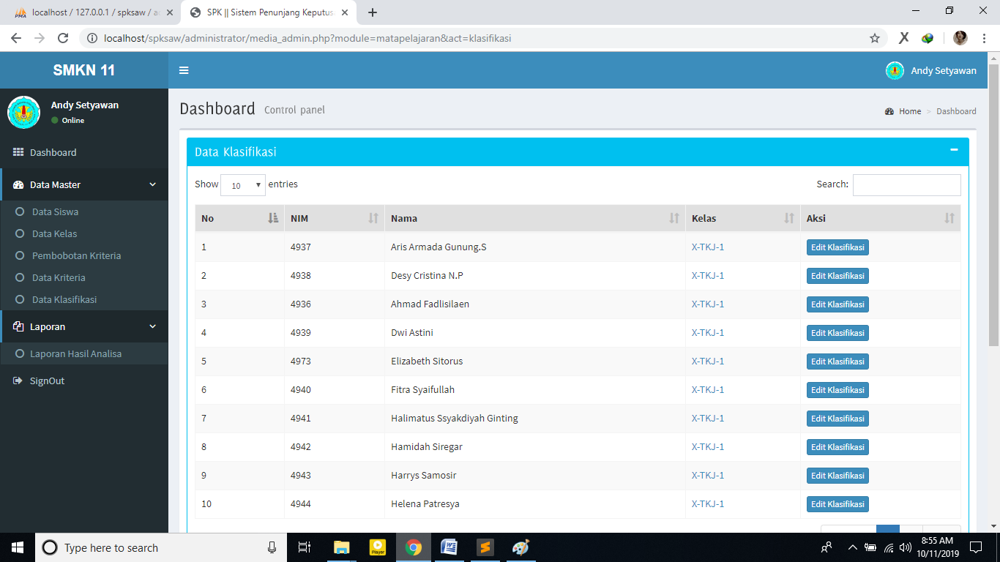 localhost / 127.0.0.1 / spksaw / a
SPK || Sistem Penunjang Keputus
localhost/spksaw/administrator/media_admin.php?module=matapelajaran&act=klasifikasi
SMKN 11
Andy Setyawan
Andy Setyawan
Online
Dashboard Control panel
Home > Dashboard
Dashboard
Data Master
Data Siswa
Data Kelas
Pembobotan Kriteria
Data Kriteria
Data Klasifikasi
Laporan
Laporan Hasil Analisa
SignOut
Data Klasifikasi
Show 10 entries
Search:
No NIM Nama Kelas Aksi
1 4937 Aris Armada Gunung.S X-TKJ-1 Edit Klasifikasi
2 4938 Desy Cristina N.P X-TKJ-1 Edit Klasifikasi
3 4936 Ahmad Fadlisilaen X-TKJ-1 Edit Klasifikasi
4 4939 Dwi Astini X-TKJ-1 Edit Klasifikasi
5 4973 Elizabeth Sitorus X-TKJ-1 Edit Klasifikasi
6 4940 Fitra Syaifullah X-TKJ-1 Edit Klasifikasi
7 4941 Halimatus Ssyakdiyah Ginting X-TKJ-1 Edit Klasifikasi
8 4942 Hamidah Siregar X-TKJ-1 Edit Klasifikasi
9 4943 Harrys Samosir X-TKJ-1 Edit Klasifikasi
10 4944 Helena Patresya X-TKJ-1 Edit Klasifikasi
Type here to search
8:55 AM
10/11/2019